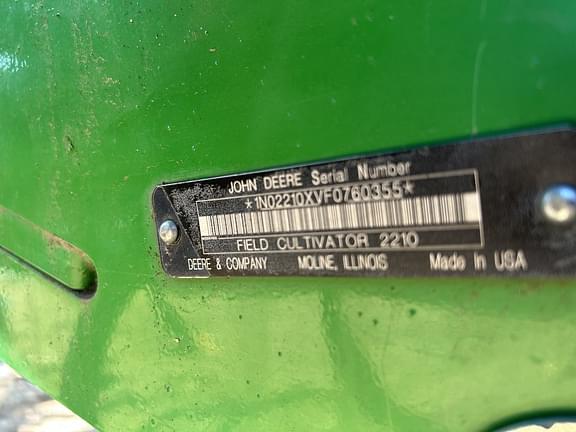 JOHN DEERE Serial Number
*1N02210XVF0760355*
FIELD CULTIVATOR 2210
DEERE & COMPANY MOLINE, ILLINOIS Made In USA